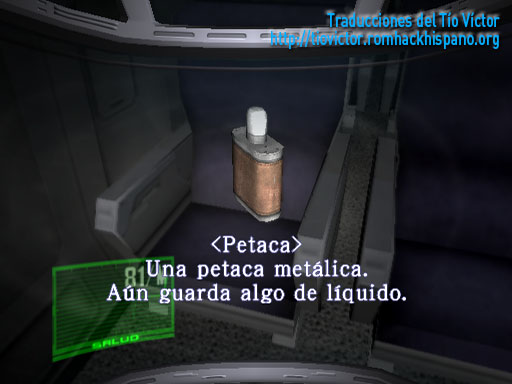 Traducciones del Tío Víctor
http://tiovictor.romhackhispano.org
<Petaca>
Una petaca metálica.
Aún guarda algo de líquido.
SALUD